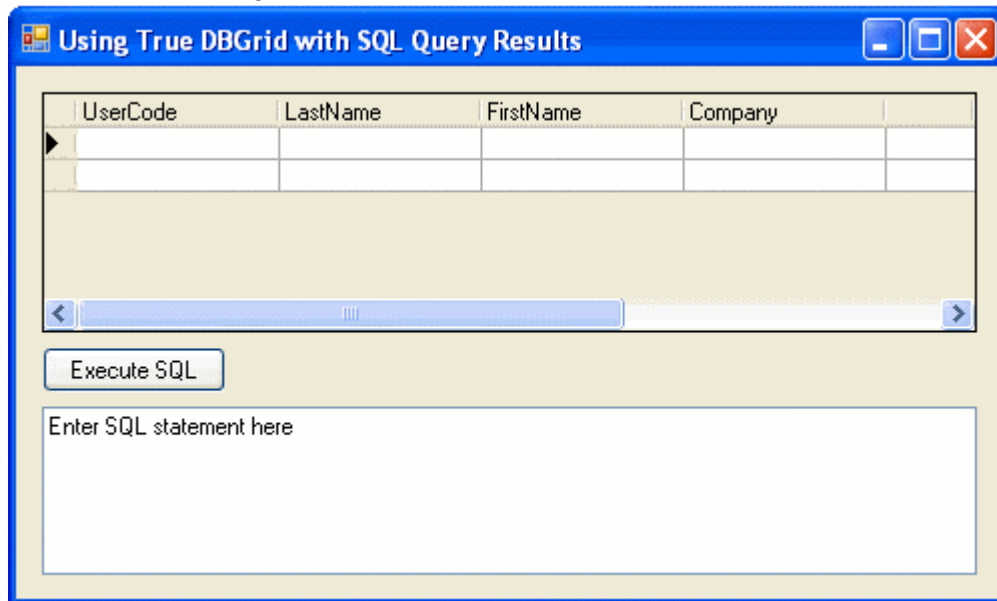 Using True DBGrid with SQL Query Results
UserCode LastName FirstName Company
Execute SQL
Enter SQL statement here